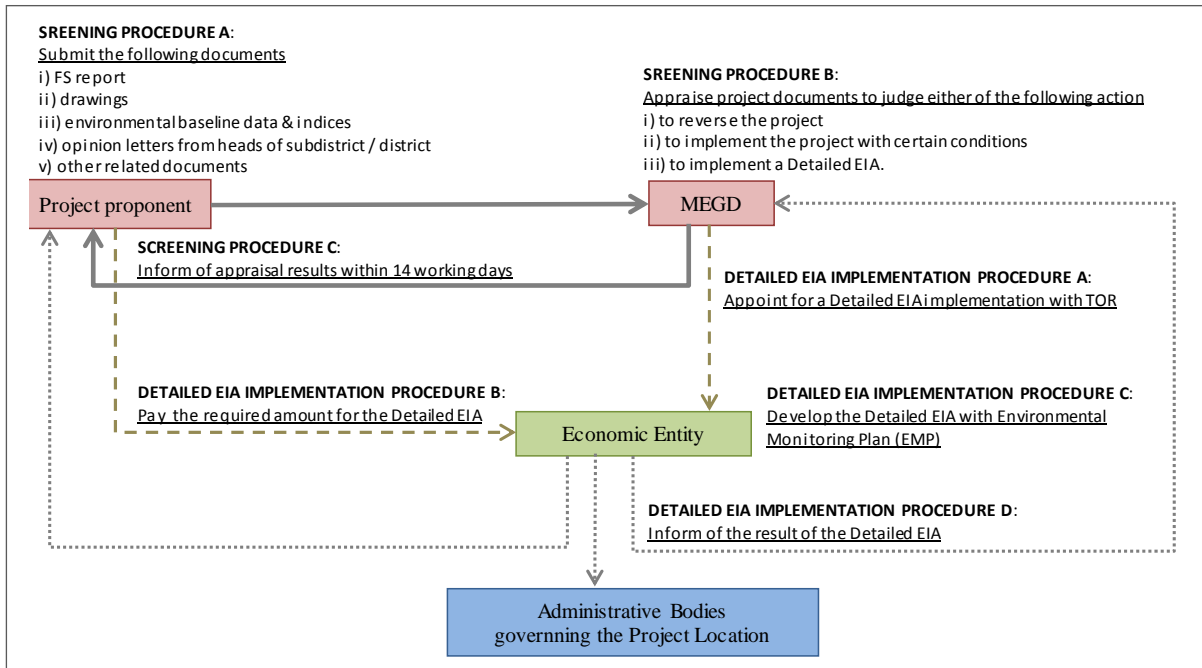 SREENING PROCEDURE A:
Submit the following documents
i) FS report
ii) drawings
iii) environmental baseline data & indices
iv) opinion letters from heads of subdistrict / district
v) other related documents
SREENING PROCEDURE B:
Appraise project documents to judge either of the following action
i) to reverse the project
ii) to implement the project with certain conditions
iii) to implement a Detailed EIA.
Project proponent
MEGD
SCREENING PROCEDURE C:
Inform of appraisal results within 14 working days
DETAILED EIA IMPLEMENTATION PROCEDURE A:
Appoint for a Detailed EIA implementation with TOR
DETAILED EIA IMPLEMENTATION PROCEDURE B:
Pay the required amount for the Detailed EIA
DETAILED EIA IMPLEMENTATION PROCEDURE C:
Develop the Detailed EIA with Environmental
Monitoring Plan (EMP)
Economic Entity
DETAILED EIA IMPLEMENTATION PROCEDURE D:
Inform of the result of the Detailed EIA
Administrative Bodies
governning the Project Location